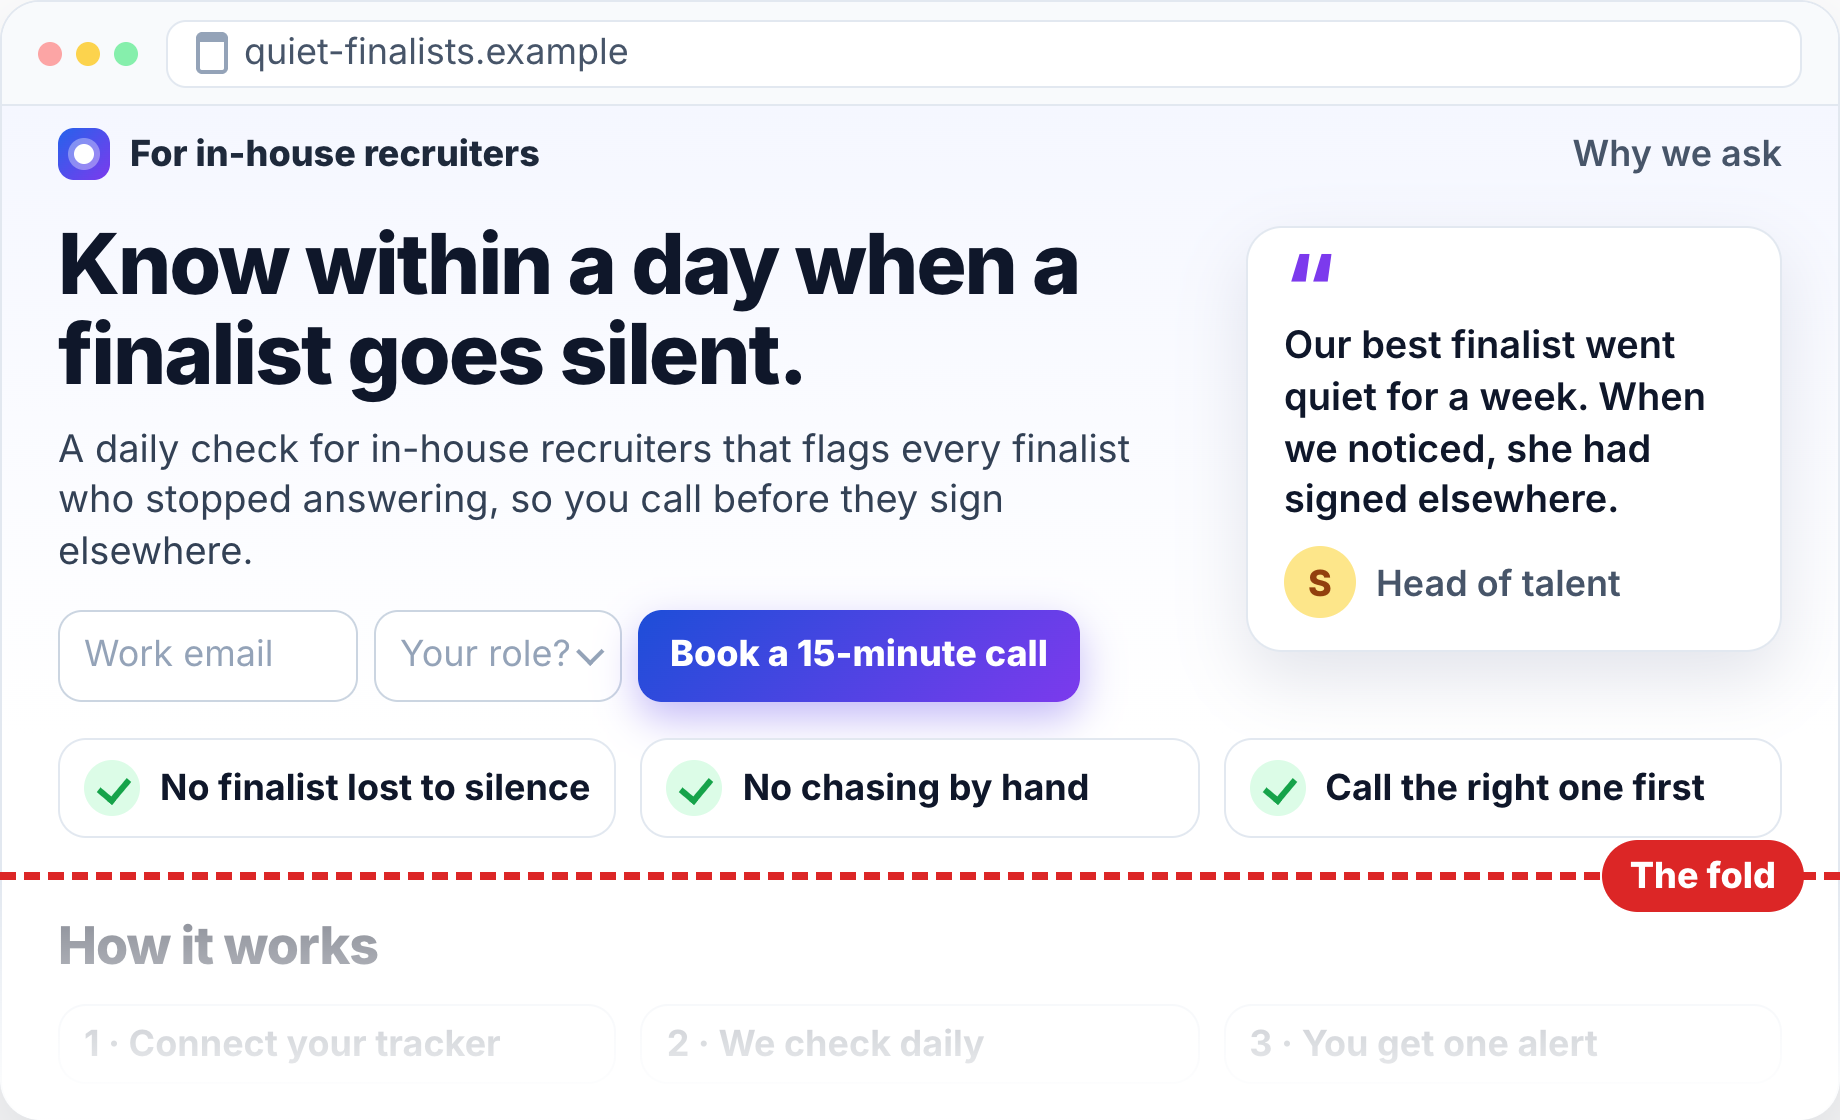 quiet-finalists.example
For in-house recruiters
Why we ask
Know within a day when a
finalist goes silent.
A daily check for in-house recruiters that flags every finalist
who stopped answering, so you call before they sign
elsewhere.
Work email
Your role?
Book a 15-minute call
"
Our best finalist went
quiet for a week. When
we noticed, she had
signed elsewhere.
S
Head of talent
No finalist lost to silence
No chasing by hand
Call the right one first
The fold
How it works
1 · Connect your tracker
2 · We check daily
3 · You get one alert